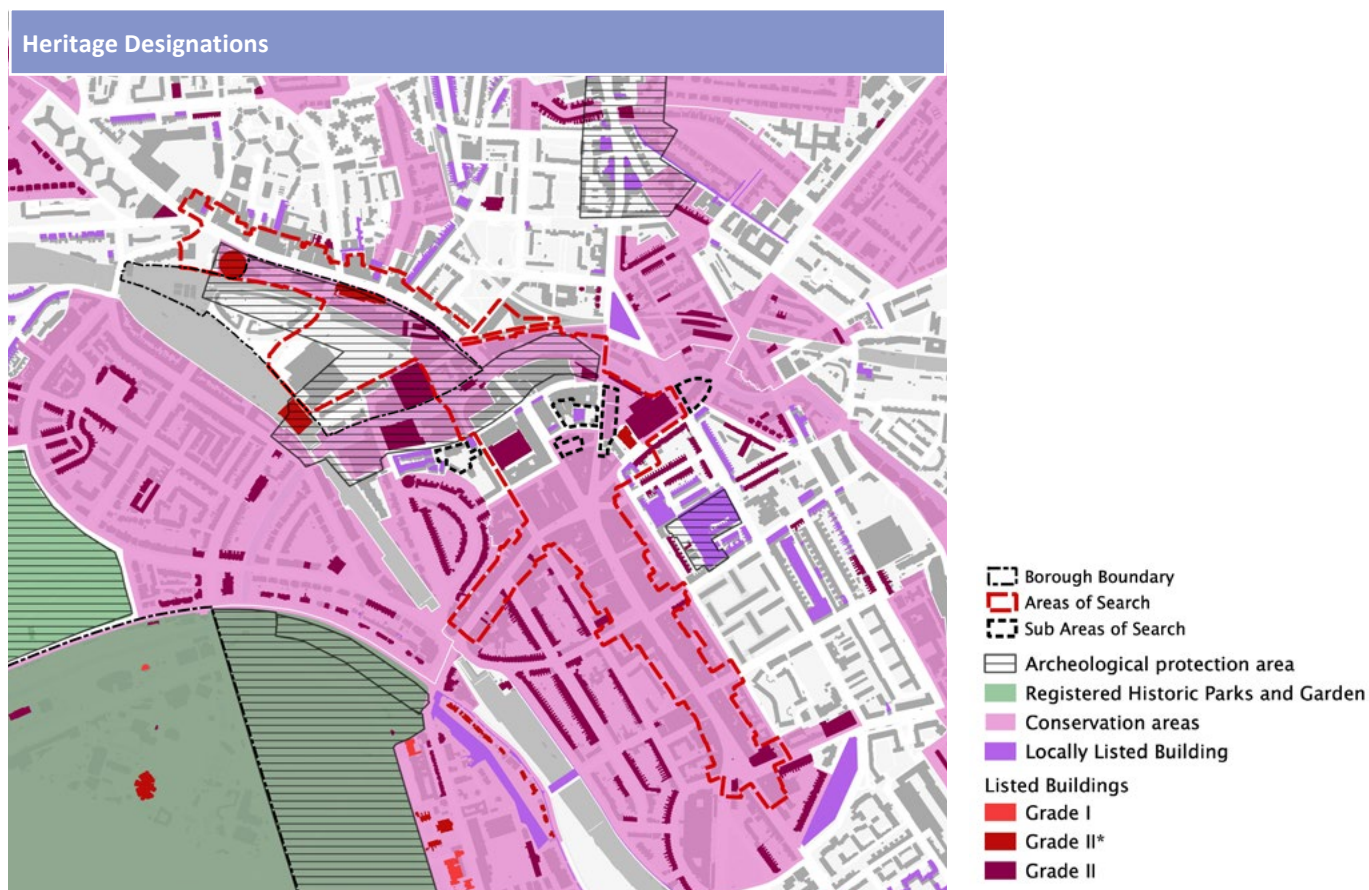 Heritage Designations
Borough Boundary
Areas of Search
Sub Areas of Search
Archeological protection area
Registered Historic Parks and Garden
Conservation areas
Locally Listed Building
Listed Buildings
Grade I
Grade II*
Grade II